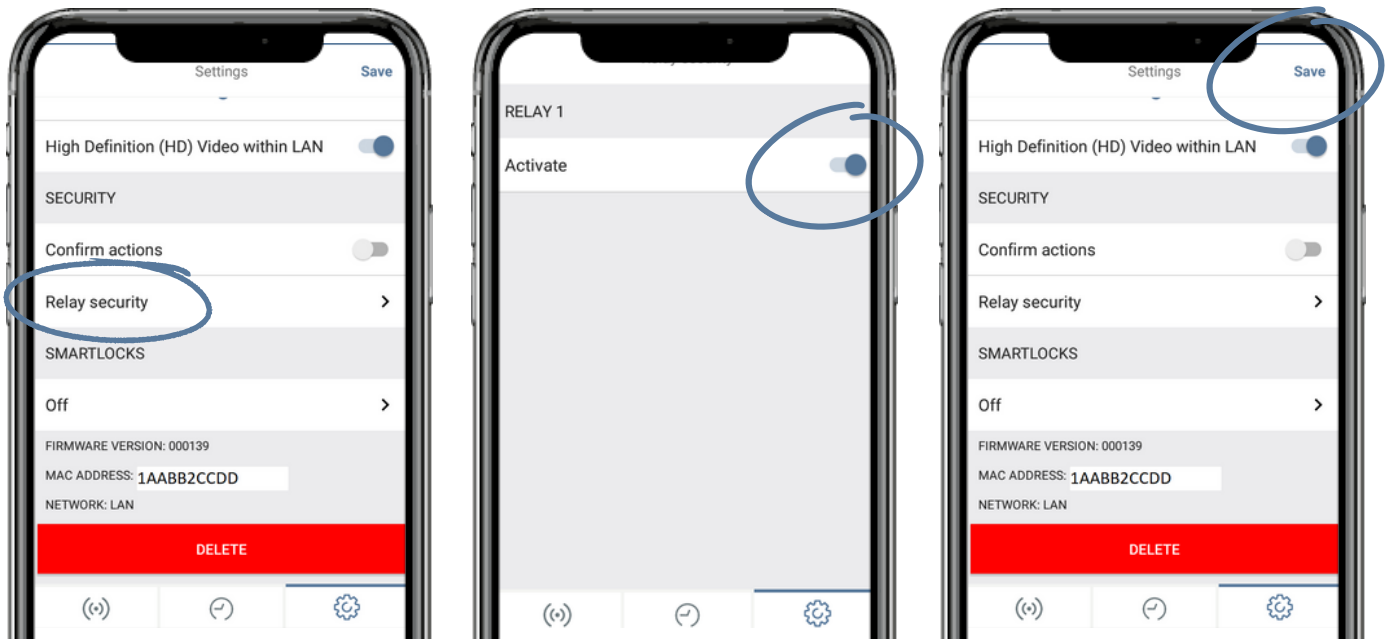 Settings
Save
High Definition (HD) Video within LAN
SECURITY
Confirm actions
Relay security
SMARTLOCKS
Off
FIRMWARE VERSION: 000139
MAC ADDRESS: 1AABB2CCDD
NETWORK: LAN
DELETE
RELAY 1
Activate
Settings
Save
High Definition (HD) Video within LAN
SECURITY
Confirm actions
Relay security
SMARTLOCKS
Off
FIRMWARE VERSION: 000139
MAC ADDRESS: 1AABB2CCDD
NETWORK: LAN
DELETE